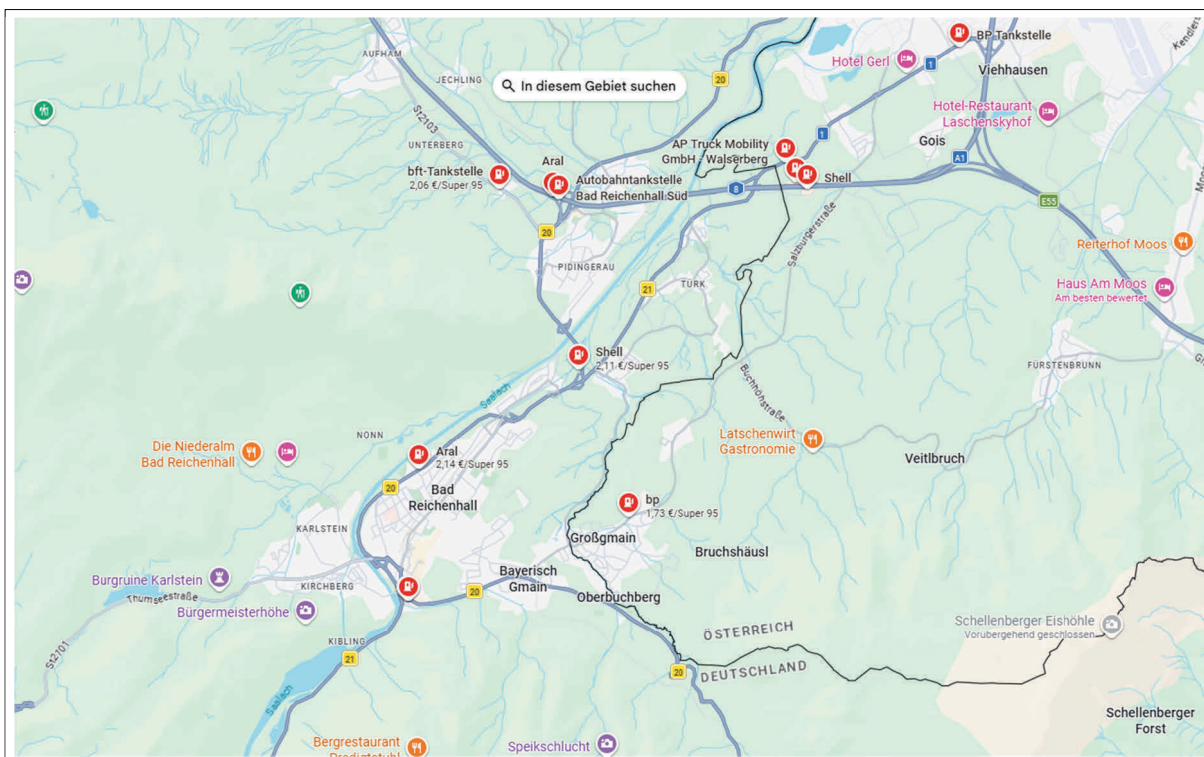 AUFHAM
JECHLING
20
In diesem Gebiet suchen
BP Tankstelle
Hotel Gerl
1
Viehhausen
Kendlers
St2103
UNTERBERG
bft-Tankstelle
2,06 €/Super 95
Aral
Autobahntankstelle
Bad Reichenhall Süd
AP Truck Mobility
GmbH - Walserberg
1
Shell
Hotel-Restaurant
Laschenskyhof
Gois
A1
8
E55
Moos
20
PIDINGERAU
Salzburgerstraße
Reiterhof Moos
TÜRK
21
Haus Am Moos
Am besten bewertet
Shell
2,11 €/Super 95
FÜRSTENBRUNN
Saalach
Buchhöhstraße
NONN
Die Niederalm
Bad Reichenhall
Aral
2,14 €/Super 95
Latschenwirt
Gastronomie
Veitlbruch
20
Bad
Reichenhall
bp
1,73 €/Super 95
KARLSTEIN
Großgmain
Bruchshäusl
Burgruine Karlstein
KIRCHBERG
Bayerisch
Gmain
Thumseestraße
20
Oberbuchberg
Bürgermeisterhöhe
Schellenberger Eishöhle
Vorübergehend geschlossen
ÖSTERREICH
DEUTSCHLAND
KIBLING
St2101
21
20
Saalach
Schellenberger
Forst
Bergrestaurant
Predigtstuhl
Speikschlucht